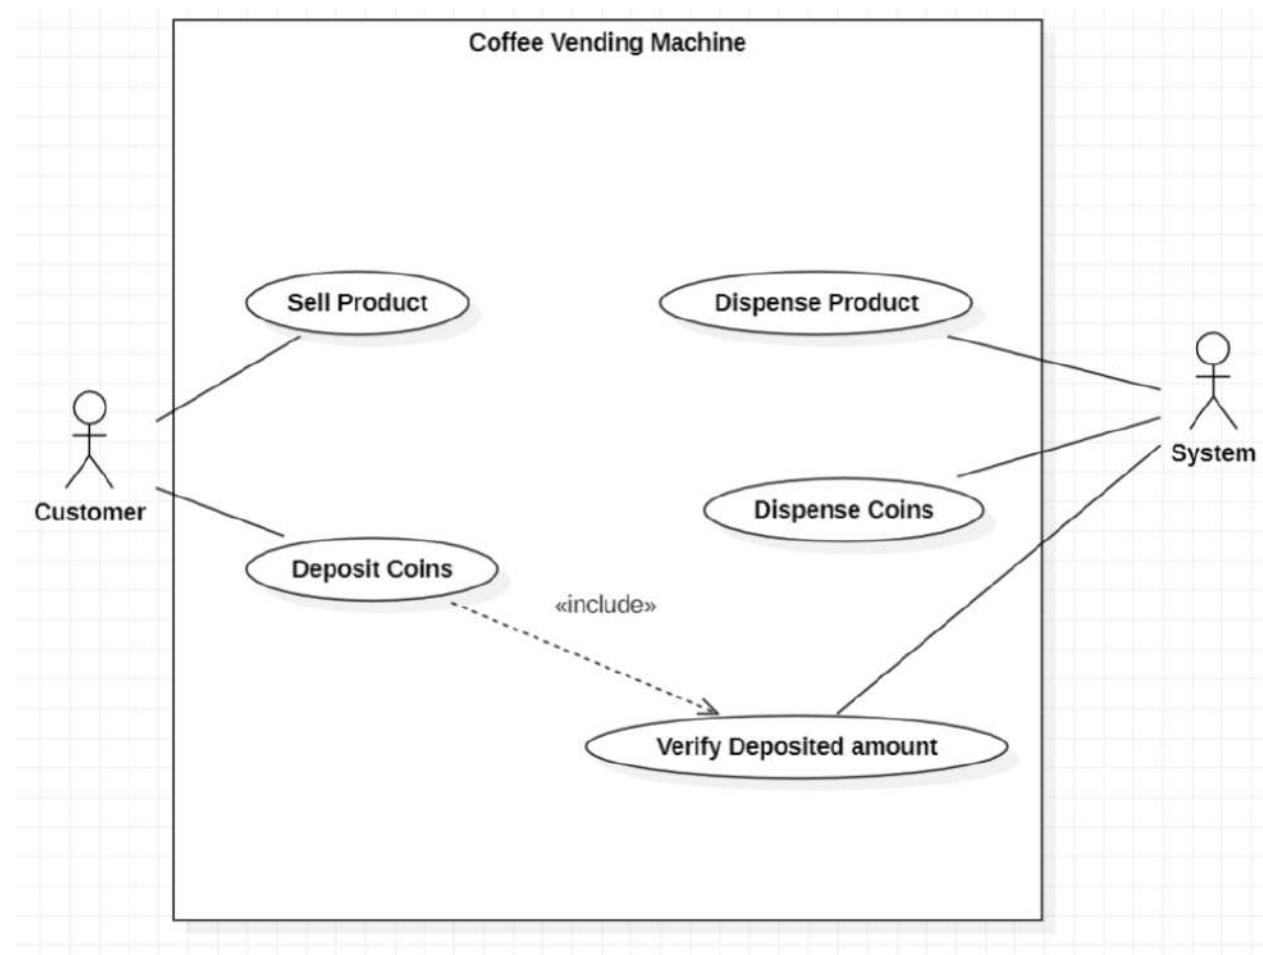 Coffee Vending Machine
Sell Product
Dispense Product
System
Customer
Dispense Coins
Deposit Coins
«include»
Verify Deposited amount